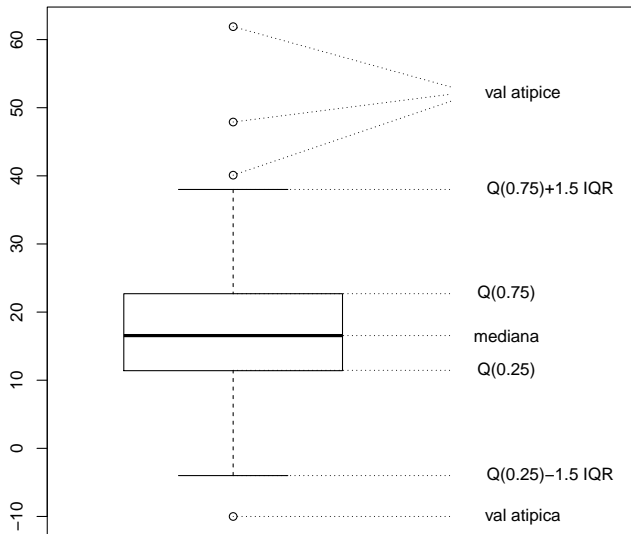 60
val atipice
50
40
Q(0.75)+1.5 IQR
30
Q(0.75)
20
mediana
Q(0.25)
10
0
Q(0.25)−1.5 IQR
−10
val atipica